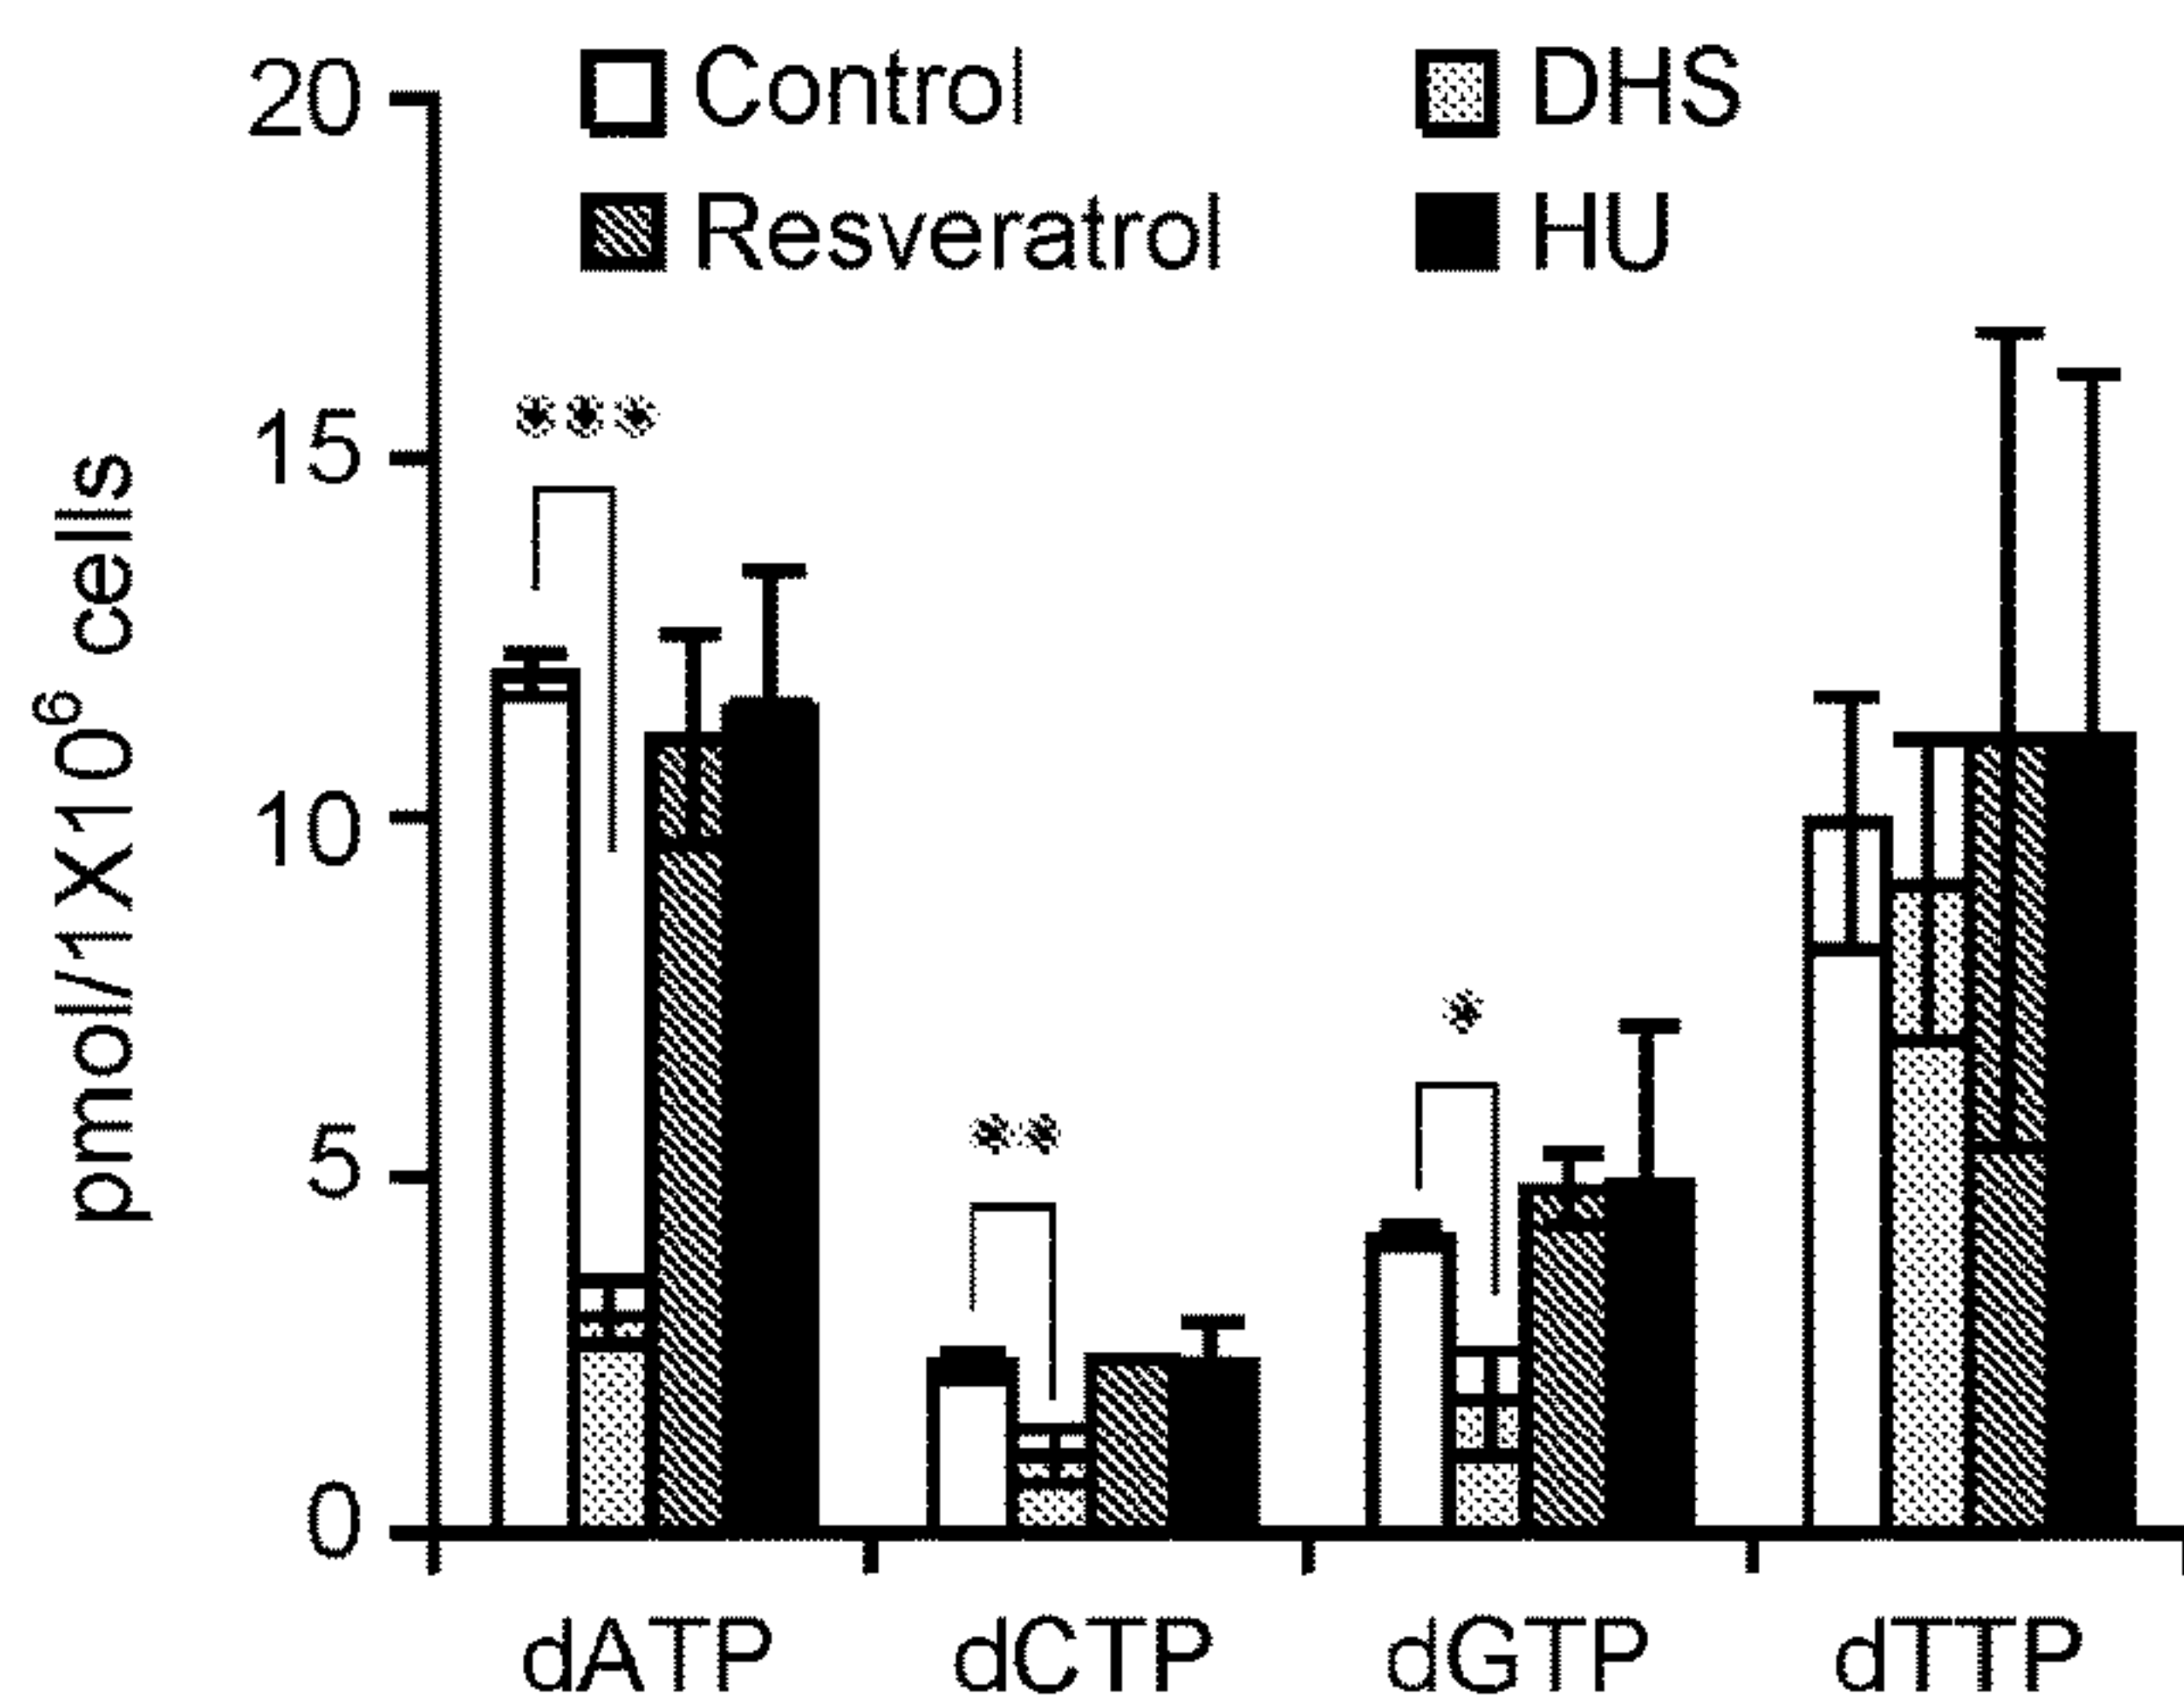 Control
DHS
Resveratrol
HU
pmol/1X10⁶ cells
20
15
10
5
0
***
**
*
dATP
dCTP
dGTP
dTTP